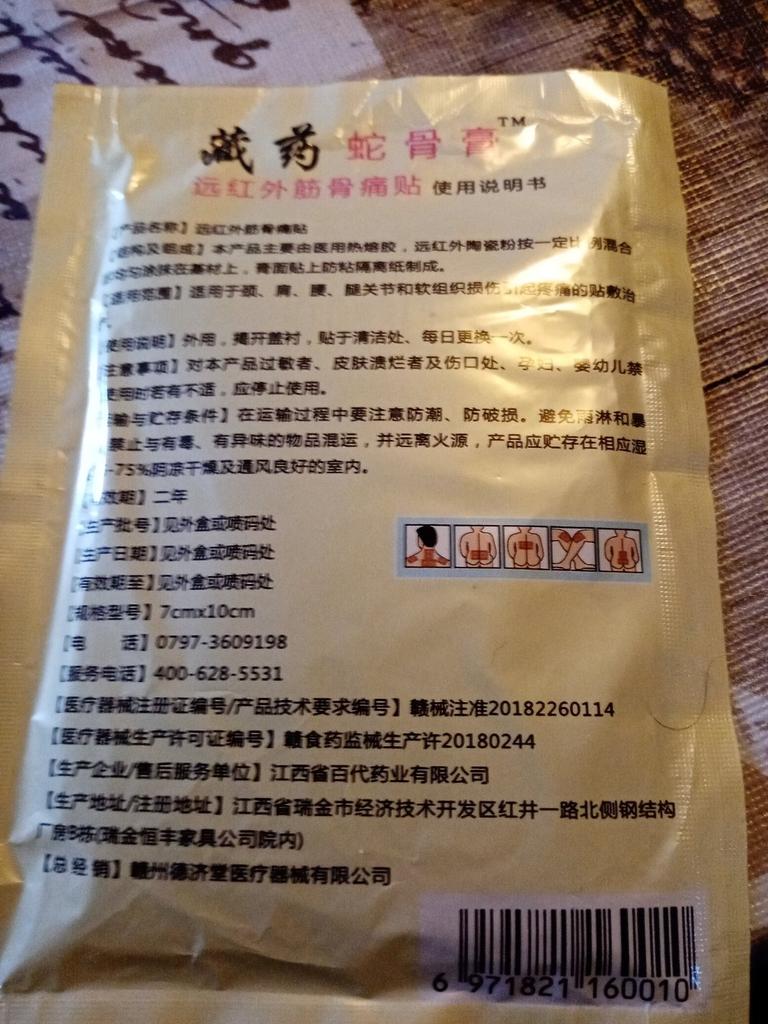 藏药 蛇骨膏™
远红外筋骨痛贴 使用说明书
产品名称】远红外筋骨痛贴
结构及组成】本产品主要由医用热熔胶，远红外陶瓷粉按一定比例混合
均匀涂抹在基材上，膏面贴上防粘隔离纸制成。
适用范围】适用于颈、肩、腰、腿关节和软组织损伤引起疼痛的贴敷治
。
使用说明】外用，揭开盖衬，贴于清洁处、每日更换一次。
注意事项】对本产品过敏者、皮肤溃烂者及伤口处、孕妇、婴幼儿禁
使用时若有不适，应停止使用。
输与贮存条件】在运输过程中要注意防潮、防破损。避免雨淋和暴
禁止与有毒、有异味的物品混运，并远离火源，产品应贮存在相应湿
-75%阴凉干燥及通风良好的室内。
效期】二年
生产批号】见外盒或喷码处
【生产日期】见外盒或喷码处
【有效期至】见外盒或喷码处
【规格型号】7cmx10cm
【电 话】0797-3609198
【服务电话】400-628-5531
【医疗器械注册证编号/产品技术要求编号】赣械注准20182260114
【医疗器械生产许可证编号】赣食药监械生产许20180244
【生产企业/售后服务单位】江西省百代药业有限公司
【生产地址/注册地址】江西省瑞金市经济技术开发区红井一路北侧钢结构
厂房B栋(瑞金恒丰家具公司院内)
【总经销】赣州德济堂医疗器械有限公司
6 971821 160010